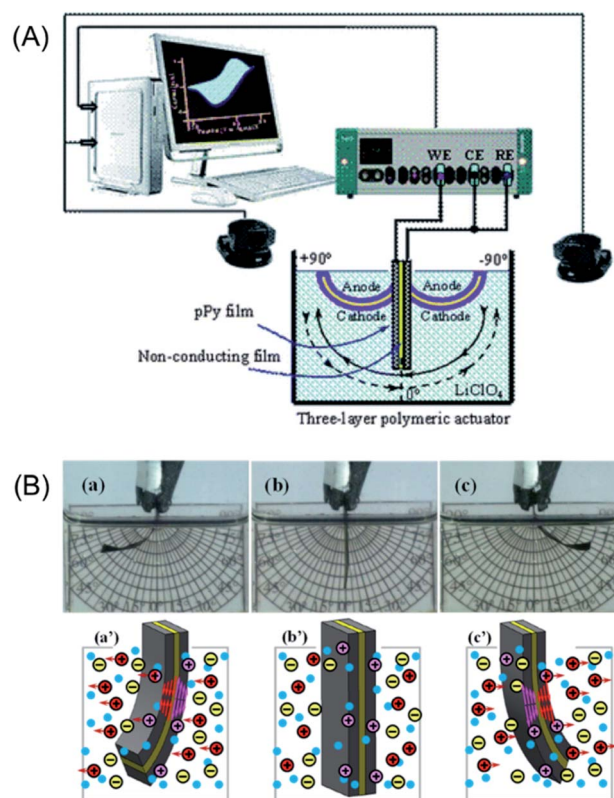 (A)
WE CE RE
+90° -90°
Anode Anode
Cathode Cathode
pPy film
Non-conducting film
0°
LiClO₄
Three-layer polymeric actuator
(B)
(a) (b) (c)
(a') (b') (c')